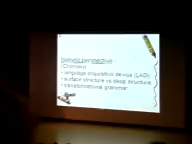 Nativist perspective
(Chomsky)
- language acquisition device (LAD)
- surface structure vs deep structure
- transformational grammar